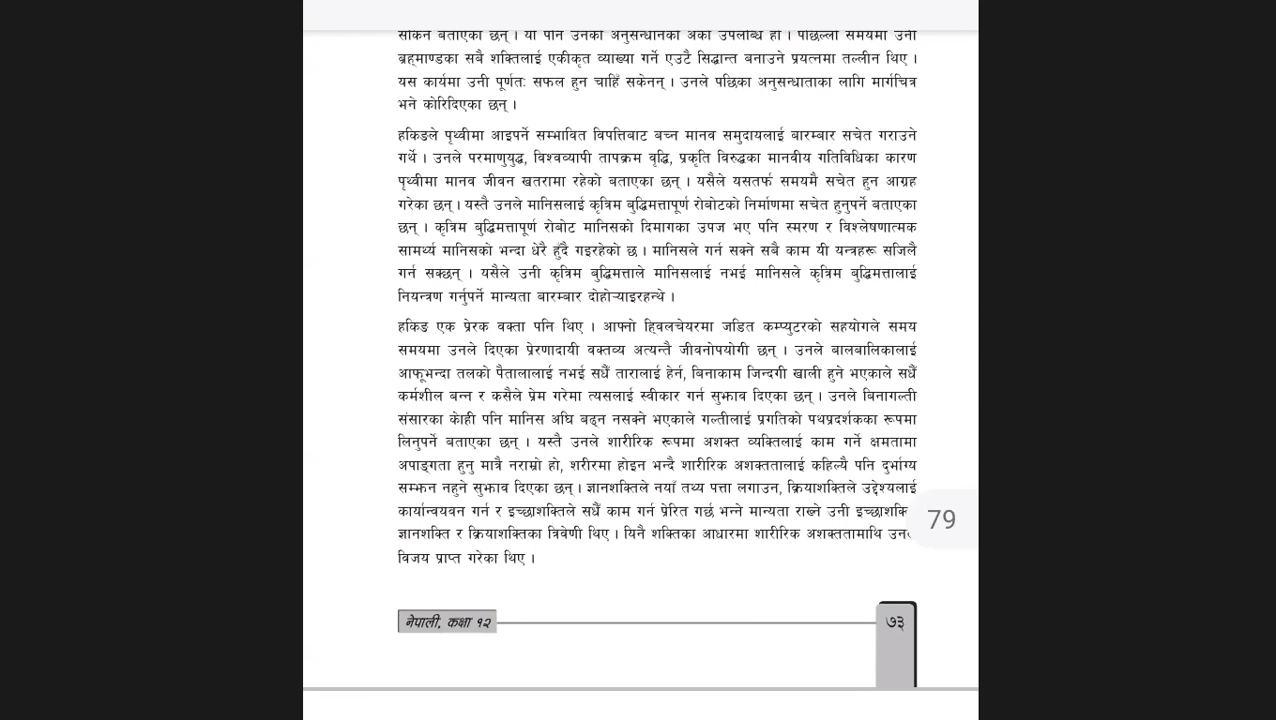 सकिने बताएका छन् । यो पनि उनको अनुसन्धानको अर्को उपलब्धि हो । पछिल्लो समयमा उनी
ब्रह्माण्डका सबै शक्तिलाई एकीकृत व्याख्या गर्ने एउटै सिद्धान्त बनाउने प्रयत्नमा तल्लीन थिए ।
यस कार्यमा उनी पूर्णतः सफल हुन चाहिँ सकेनन् । उनले पछिका अनुसन्धाताका लागि मार्गचित्र
भने कोरिदिएका छन् ।
हकिङले पृथ्वीमा आइपर्ने सम्भावित विपत्तिबाट बच्न मानव समुदायलाई बारम्बार सचेत गराउने
गर्थे । उनले परमाणुयुद्ध, विश्वव्यापी तापक्रम वृद्धि, प्रकृति विरुद्धका मानवीय गतिविधिका कारण
पृथ्वीमा मानव जीवन खतरामा रहेको बताएका छन् । यसैले यसतर्फ समयमै सचेत हुन आग्रह
गरेका छन् । यस्तै उनले मानिसलाई कृत्रिम बुद्धिमत्तापूर्ण रोबोटको निर्माणमा सचेत हुनुपर्ने बताएका
छन् । कृत्रिम बुद्धिमत्तापूर्ण रोबोट मानिसको दिमागका उपज भए पनि स्मरण र विश्लेषणात्मक
सामर्थ्य मानिसको भन्दा धेरै हुँदै गइरहेको छ । मानिसले गर्न सक्ने सबै काम यी यन्त्रहरू सजिलै
गर्न सक्छन् । यसैले उनी कृत्रिम बुद्धिमत्ताले मानिसलाई नभई मानिसले कृत्रिम बुद्धिमत्तालाई
नियन्त्रण गर्नुपर्ने मान्यता बारम्बार दोहोर्‍याइरहन्थे ।
हकिङ एक प्रेरक वक्ता पनि थिए । आफ्नो ह्विलचेयरमा जडित कम्प्युटरको सहयोगले समय
समयमा उनले दिएका प्रेरणादायी वक्तव्य अत्यन्तै जीवनोपयोगी छन् । उनले बालबालिकालाई
आफूभन्दा तलको पैतालालाई नभई सधैँ तारालाई हेर्न, बिनाकाम जिन्दगी खाली हुने भएकाले सधैँ
कर्मशील बन्न र कसैले प्रेम गरेमा त्यसलाई स्वीकार गर्न सुझाव दिएका छन् । उनले बिनागल्ती
संसारका कोही पनि मानिस अघि बढ्न नसक्ने भएकाले गल्तीलाई प्रगतिको पथप्रदर्शकका रूपमा
लिनुपर्ने बताएका छन् । यस्तै उनले शारीरिक रूपमा अशक्त व्यक्तिलाई काम गर्ने क्षमतामा
अपाङ्गता हुनु मात्रै नराम्रो हो, शरीरमा होइन भन्दै शारीरिक अशक्ततालाई कहिल्यै पनि दुर्भाग्य
सम्झन नहुने सुझाव दिएका छन् । ज्ञानशक्तिले नयाँ तथ्य पत्ता लगाउन, क्रियाशक्तिले उद्देश्यलाई
कार्यान्वयवन गर्न र इच्छाशक्तिले सधैँ काम गर्न प्रेरित गर्छ भन्ने मान्यता राख्ने उनी इच्छाशक्ति
ज्ञानशक्ति र क्रियाशक्तिका त्रिवेणी थिए । यिनै शक्तिका आधारमा शारीरिक अशक्ततामाथि उनले
विजय प्राप्त गरेका थिए ।
79
नेपाली, कक्षा १२
७३